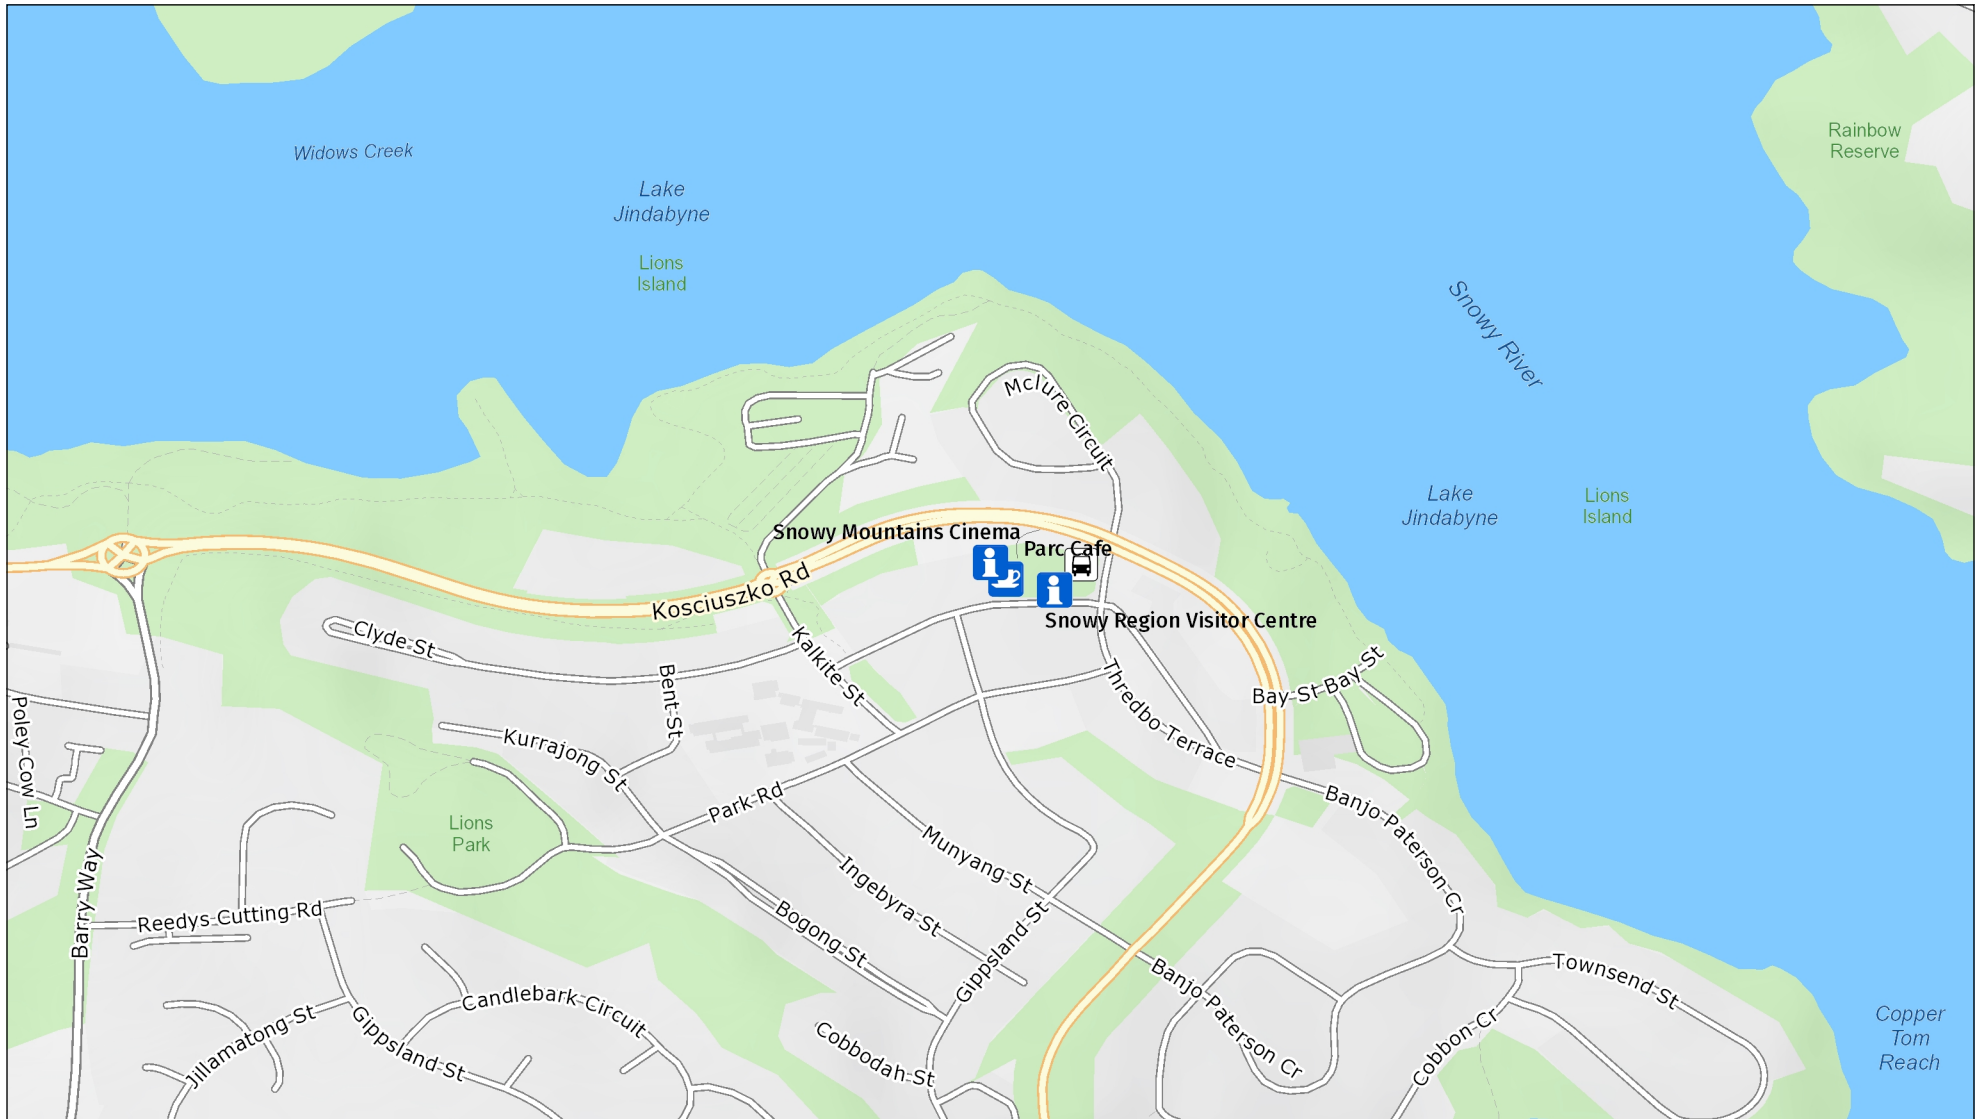 Rainbow
Reserve
Widows Creek
Lake
Jindabyne
Lions
Island
Snowy River
Mclure Circuit
Lake
Jindabyne
Lions
Island
Snowy Mountains Cinema
Parc Cafe
Kosciuszko Rd
Snowy Region Visitor Centre
Clyde St
Kalkite St
Bent St
Bay St
Bay St
Thredbo Terrace
Poley Cow Ln
Kurrajong St
Park Rd
Banjo Paterson Cr
Lions
Park
Munyang St
Ingebyra St
Barry Way
Reedys Cutting Rd
Bogong St
Gippsland St
Banjo Paterson Cr
Townsend St
Candlebark Circuit
Jillamatong St
Gippsland St
Cobbodah St
Cobbon Cr
Copper
Tom
Reach